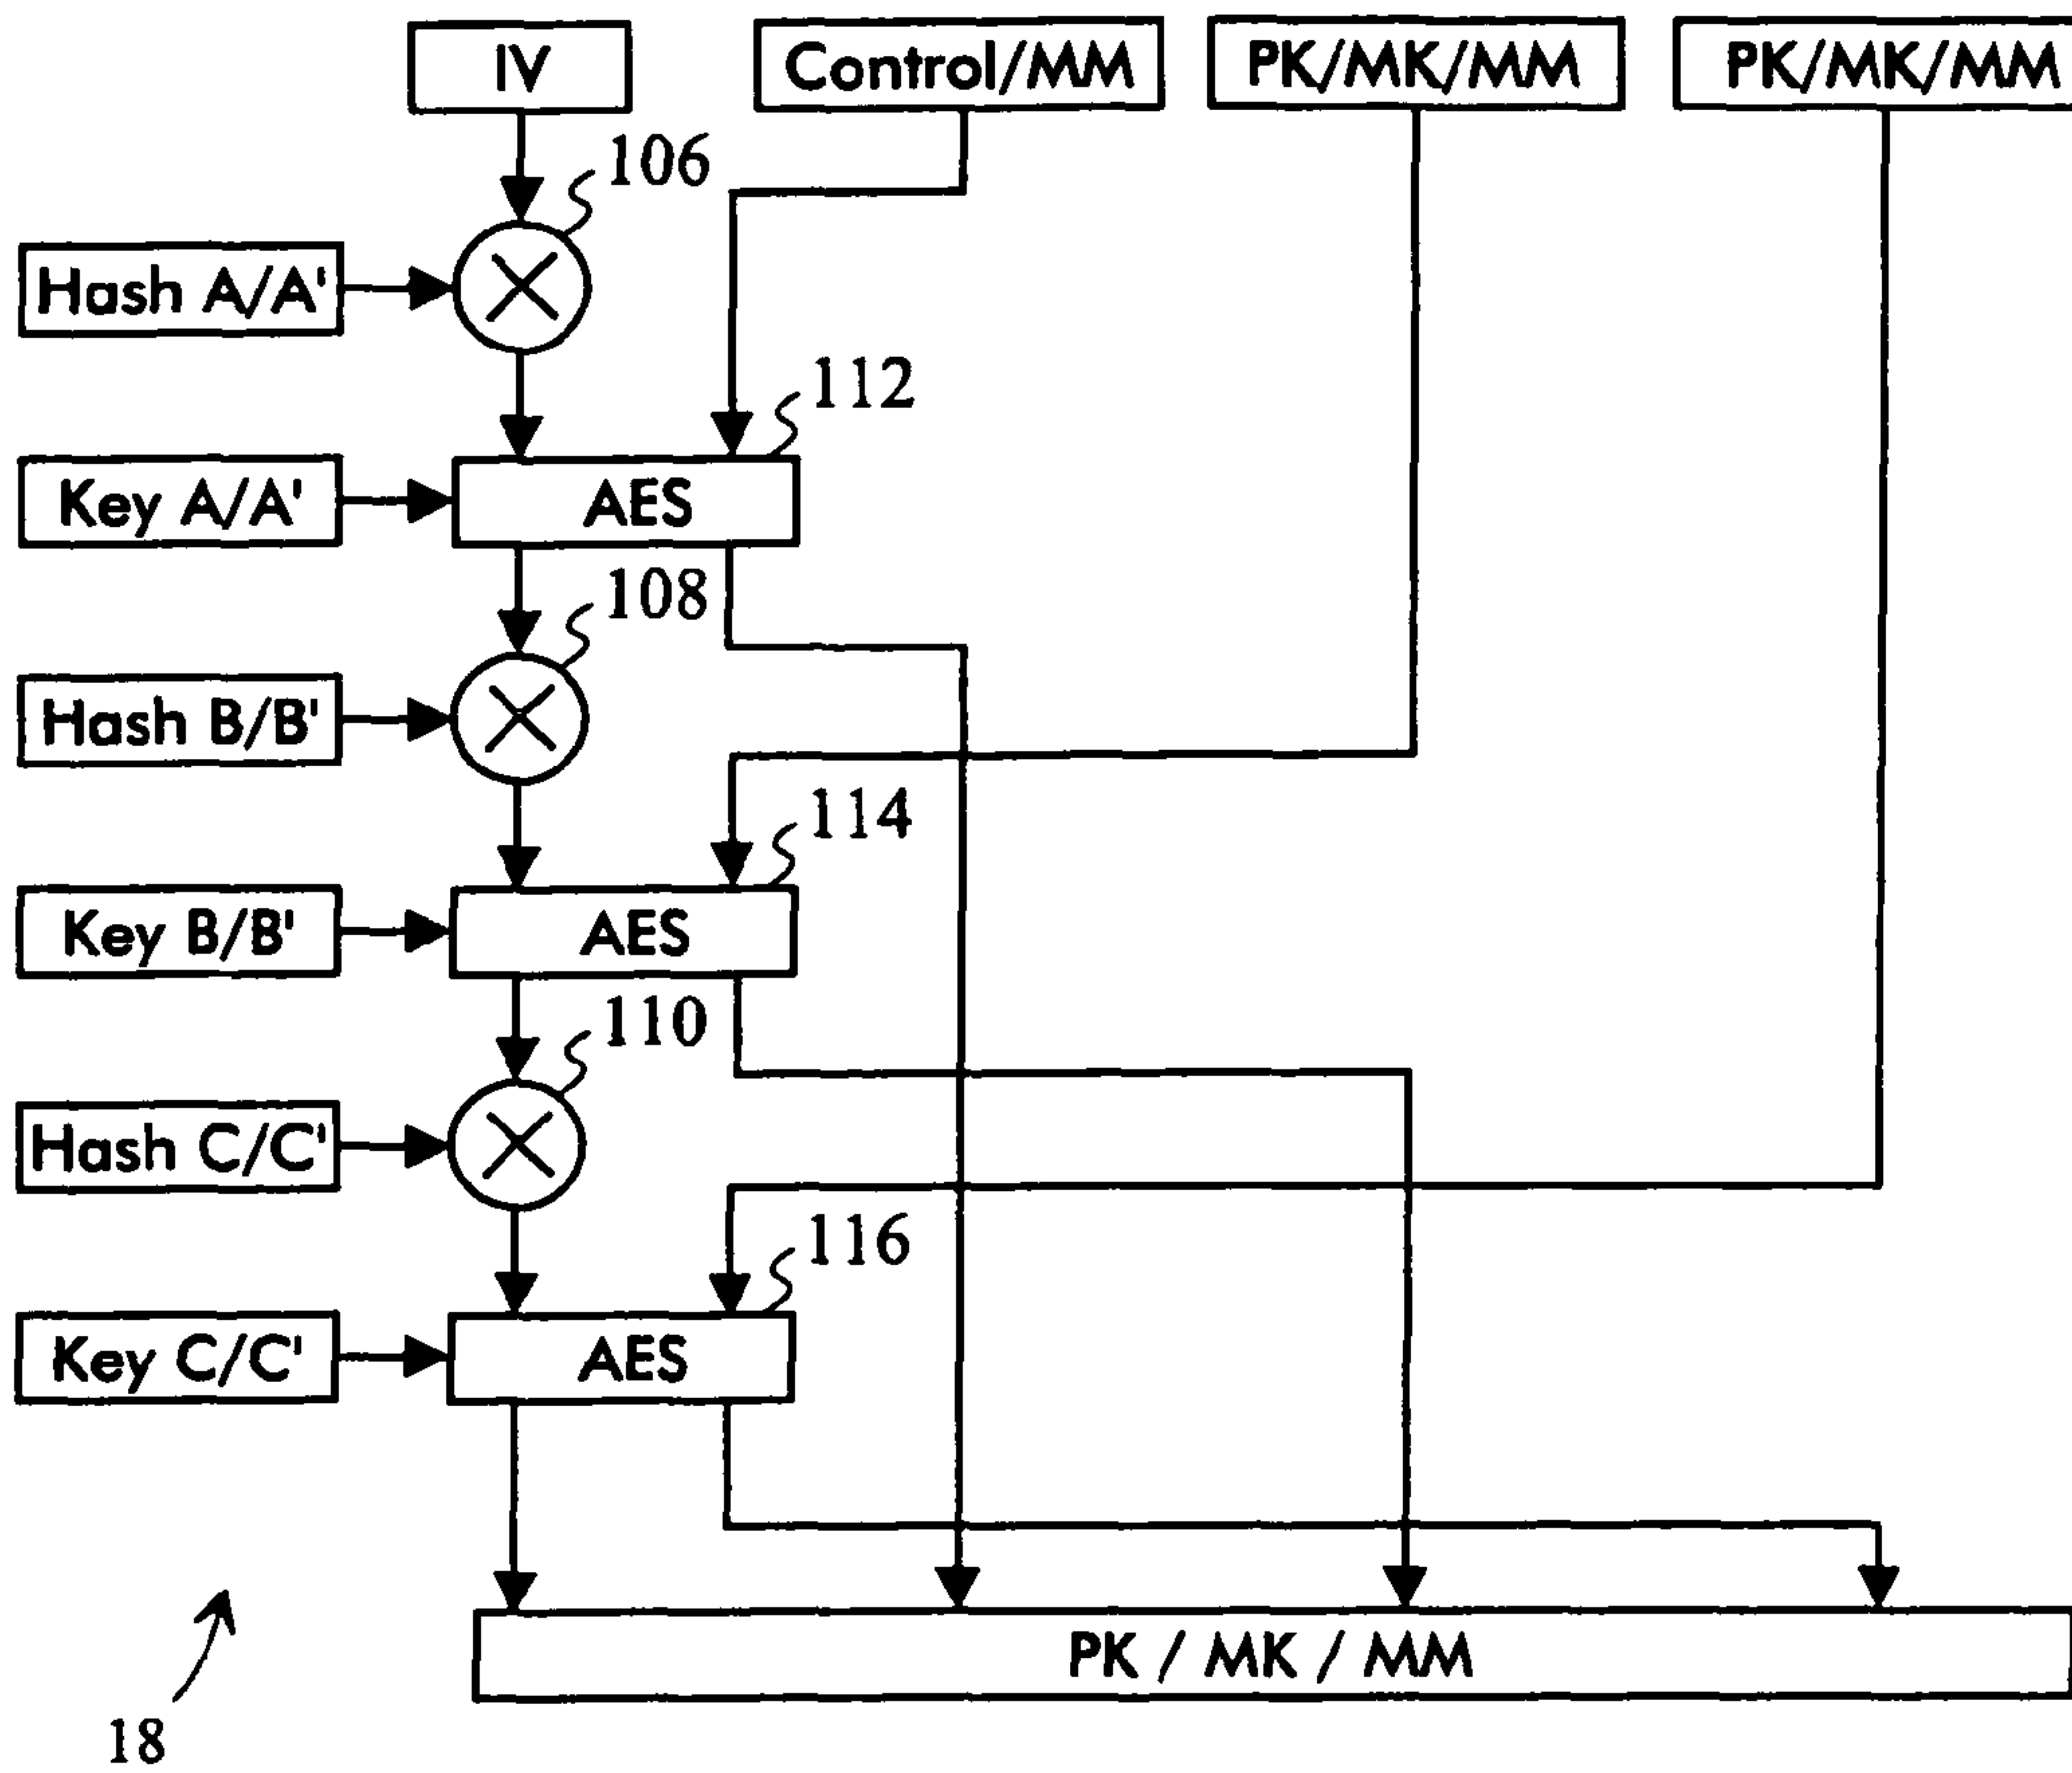 IV
Control/MM
PK/MK/MM
PK/MK/MM
106
Hash A/A'
112
Key A/A'
AES
108
Hash B/B'
114
Key B/B'
AES
110
Hash C/C'
116
Key C/C'
AES
PK / MK / MM
18